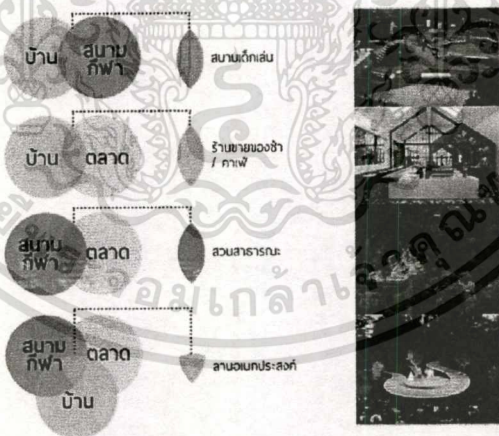 บ้าน
สนาม
กีฬา
สนามเด็กเล่น
บ้าน
ตลาด
ร้านขายของชำ
/ คาเฟ่
สนาม
กีฬา
ตลาด
สวนสาธารณะ
สนาม
กีฬา
ตลาด
บ้าน
ลานอเนกประสงค์